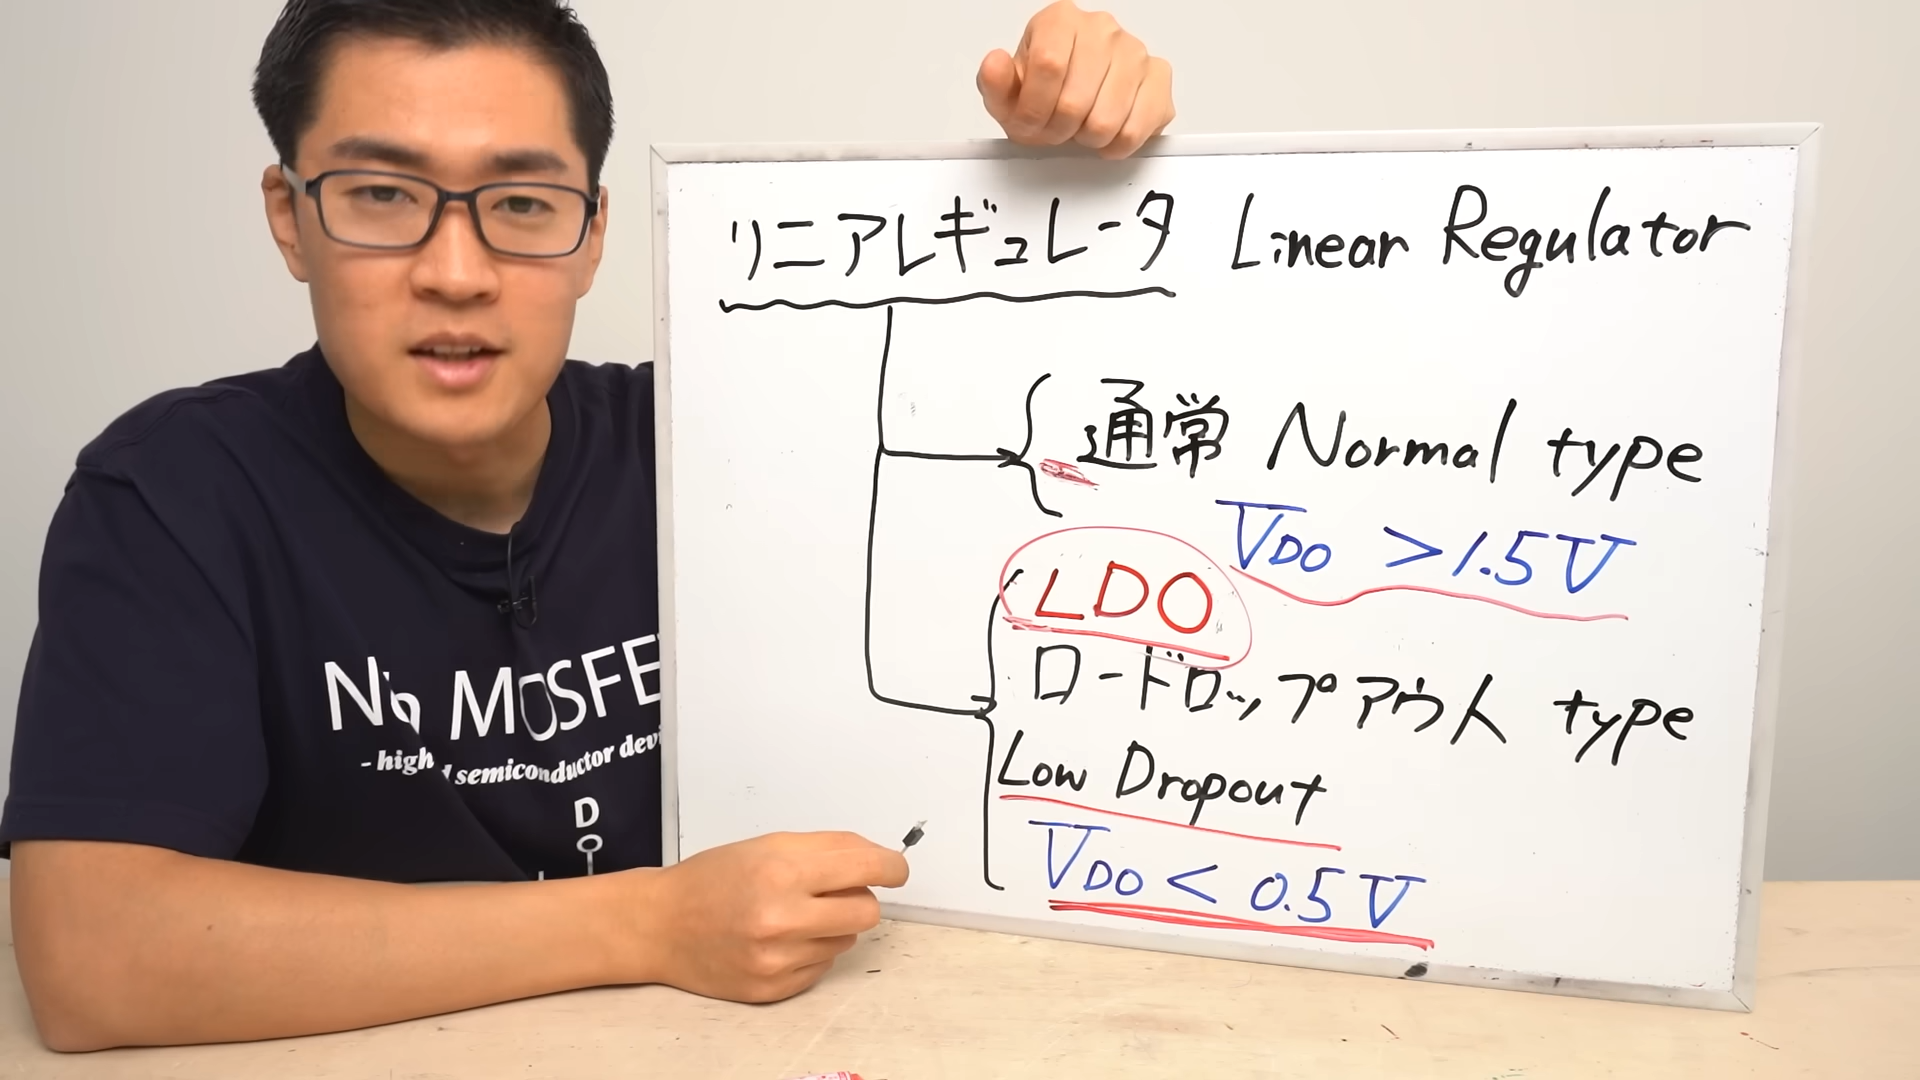 リニアレギュレータ Linear Regulator
通常 Normal type
VDO > 1.5V
LDO
ロードロップアウト type
Low Dropout
VDO < 0.5V
No MOSFE
- high
semiconductor devi
D